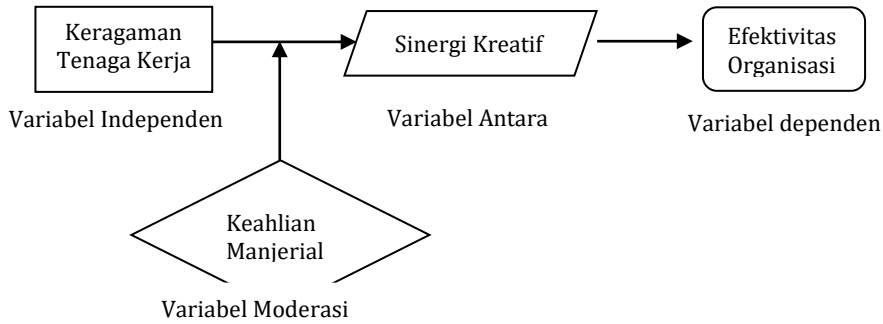 Keragaman
Tenaga Kerja
Sinergi Kreatif
Efektivitas
Organisasi
Variabel Independen
Variabel Antara
Variabel dependen
Keahlian
Manjerial
Variabel Moderasi